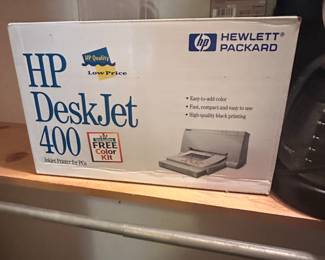 HP
DeskJet
400
Inkjet Printer for PCs
HP Quality
Low Price
FREE
Color
Kit
hp
HEWLETT®
PACKARD
• Easy-to-add color
• Fast, compact and easy to use
• High-quality black printing